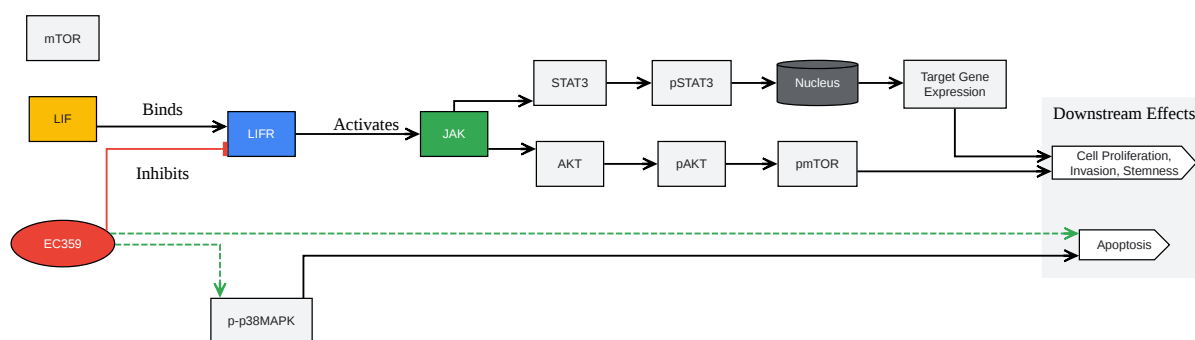 mTOR
LIF
Binds
LIFR
Activates
JAK
STAT3
pSTAT3
Nucleus
Target Gene
Expression
AKT
pAKT
pmTOR
Downstream Effects
Cell Proliferation,
Invasion, Stemness
Inhibits
EC359
Apoptosis
p-p38MAPK